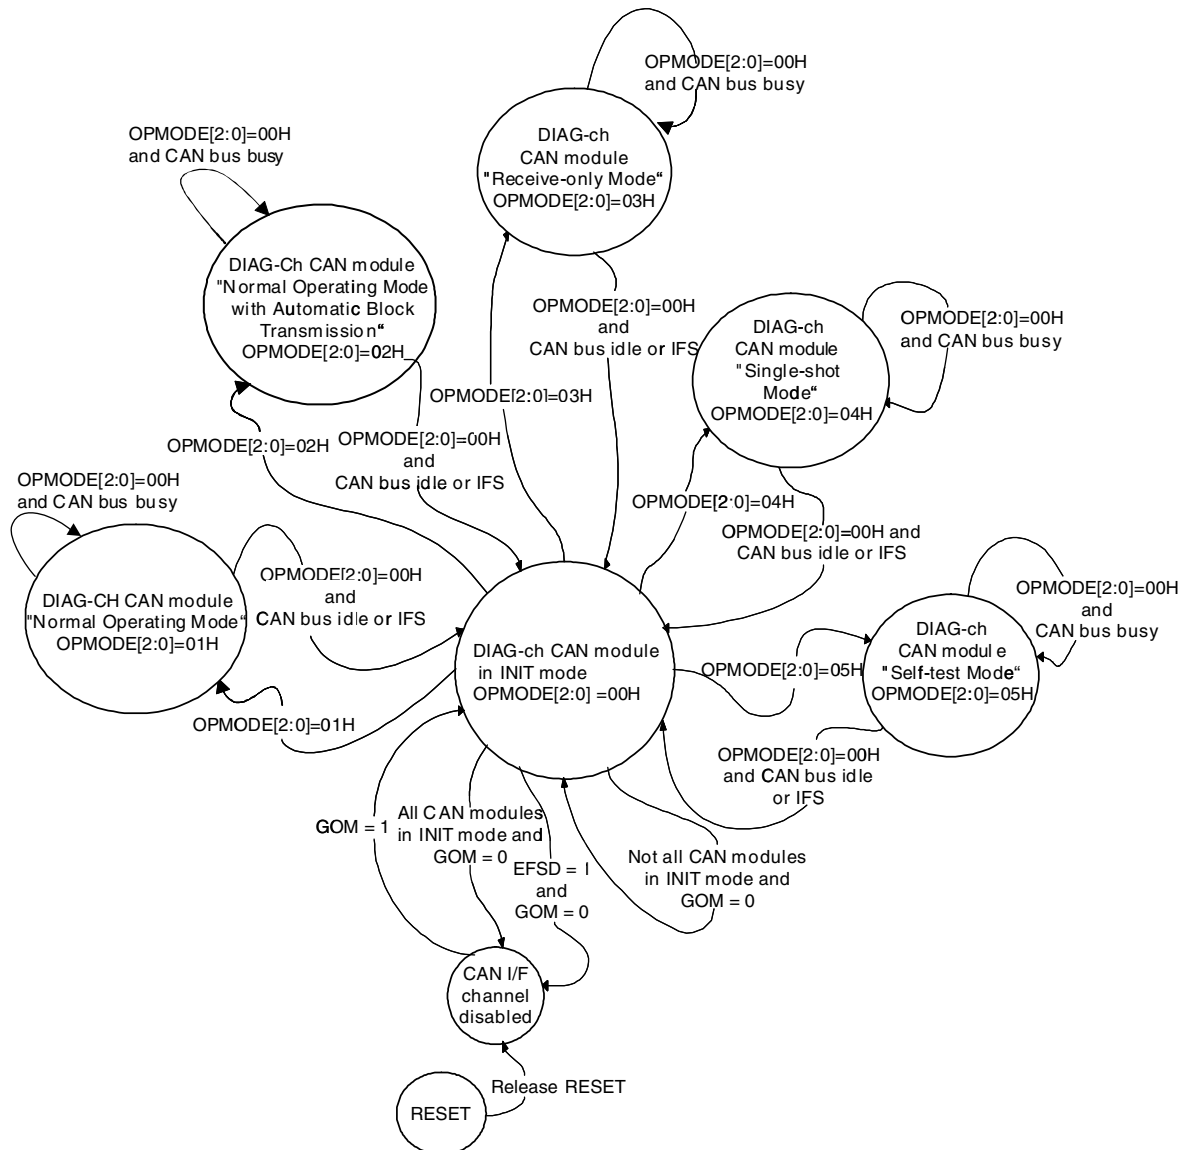 OPMODE[2:0]=00H
and CAN bus busy
DIAG-ch
CAN module
"Receive-only Mode“
OPMODE[2:0]=03H
OPMODE[2:0]=00H
and CAN bus busy
DIAG-Ch CAN module
"Normal Operating Mode
with Automatic Block
Transmission“
OPMODE[2:0]=02H
OPMODE[2:0]=00H
and
CAN bus idle or IFS
DIAG-ch
CAN module
"Single-shot
Mode“
OPMODE[2:0]=04H
OPMODE[2:0]=00H
and CAN bus busy
OPMODE[2:0]=03H
OPMODE[2:0]=02H
OPMODE[2:0]=00H
and
CAN bus idle or IFS
OPMODE[2:0]=04H
OPMODE[2:0]=00H and
CAN bus idle or IFS
OPMODE[2:0]=00H
and CAN bus busy
DIAG-CH CAN module
"Normal Operating Mode“
OPMODE[2:0]=01H
OPMODE[2:0]=00H
and
CAN bus idle or IFS
OPMODE[2:0]=01H
DIAG-ch CAN module
in INIT mode
OPMODE[2:0] =00H
OPMODE[2:0]=05H
DIAG-ch
CAN module
"Self-test Mode“
OPMODE[2:0]=05H
OPMODE[2:0]=00H
and
CAN bus busy
OPMODE[2:0]=00H
and CAN bus idle
or IFS
GOM = 1
All CAN modules
in INIT mode and
GOM = 0
EFSD = 1
and
GOM = 0
Not all CAN modules
in INIT mode and
GOM = 0
CAN I/F
channel
disabled
Release RESET
RESET